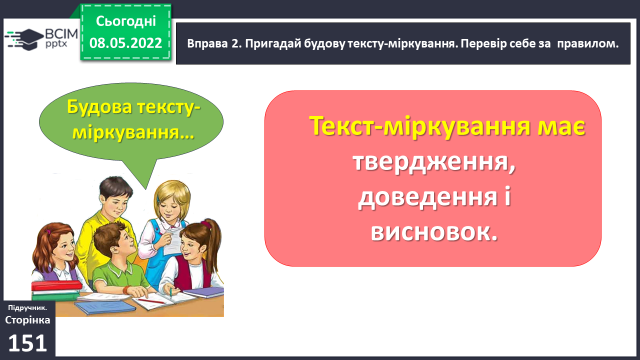 ВСІМ
pptx
Сьогодні
08.05.2022
Вправа 2. Пригадай будову тексту-міркування. Перевір себе за правилом.
Будова тексту-
міркування...
Текст-міркування має
твердження,
доведення і
висновок.
Підручник.
Сторінка
151